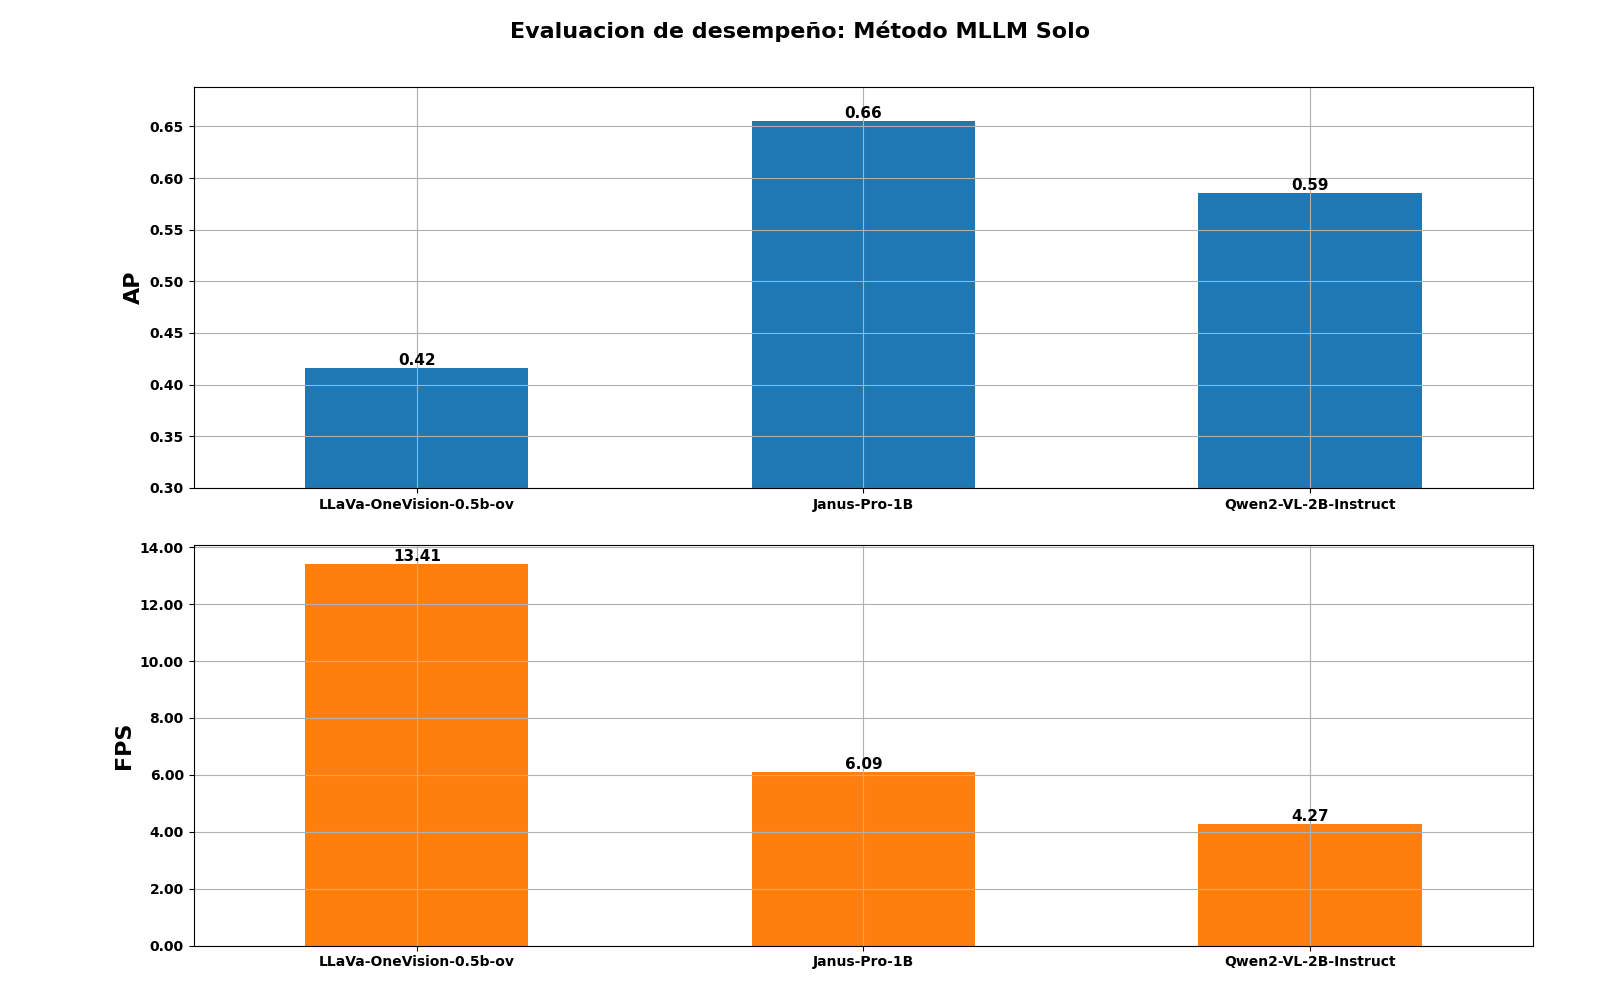 Evaluacion de desempeño: Método MLLM Solo
AP
0.65
0.60
0.55
0.50
0.45
0.40
0.35
0.30
0.42
0.66
0.59
LLaVa-OneVision-0.5b-ov
Janus-Pro-1B
Qwen2-VL-2B-Instruct
FPS
14.00
12.00
10.00
8.00
6.00
4.00
2.00
0.00
13.41
6.09
4.27
LLaVa-OneVision-0.5b-ov
Janus-Pro-1B
Qwen2-VL-2B-Instruct